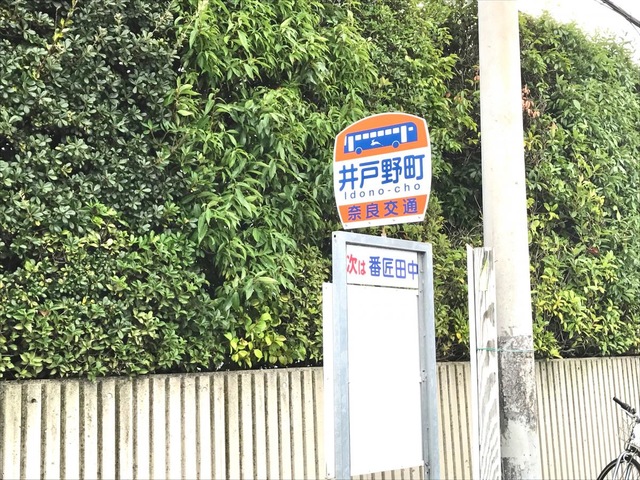 井戸野町
Idono-cho
奈良交通
次は 番匠田中